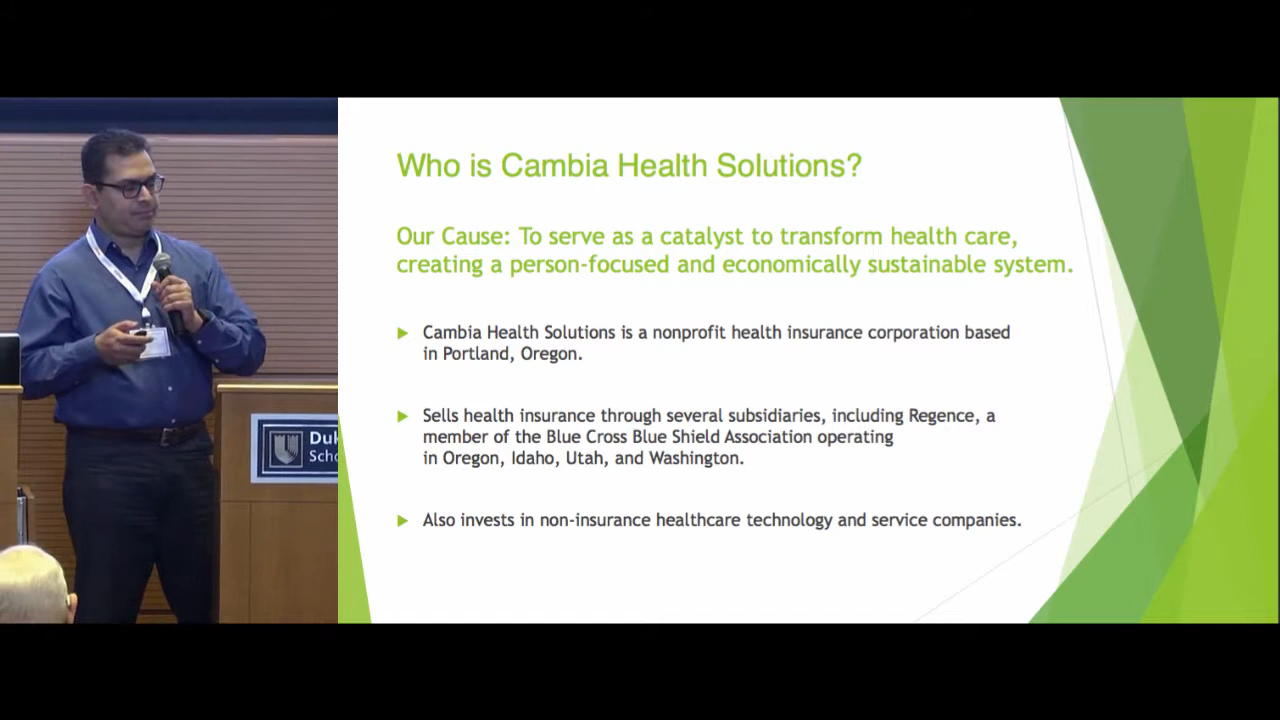 Who is Cambia Health Solutions?
Our Cause: To serve as a catalyst to transform health care,
creating a person-focused and economically sustainable system.
Cambia Health Solutions is a nonprofit health insurance corporation based
in Portland, Oregon.
Sells health insurance through several subsidiaries, including Regence, a
member of the Blue Cross Blue Shield Association operating
in Oregon, Idaho, Utah, and Washington.
Also invests in non-insurance healthcare technology and service companies.
Duk
Scho